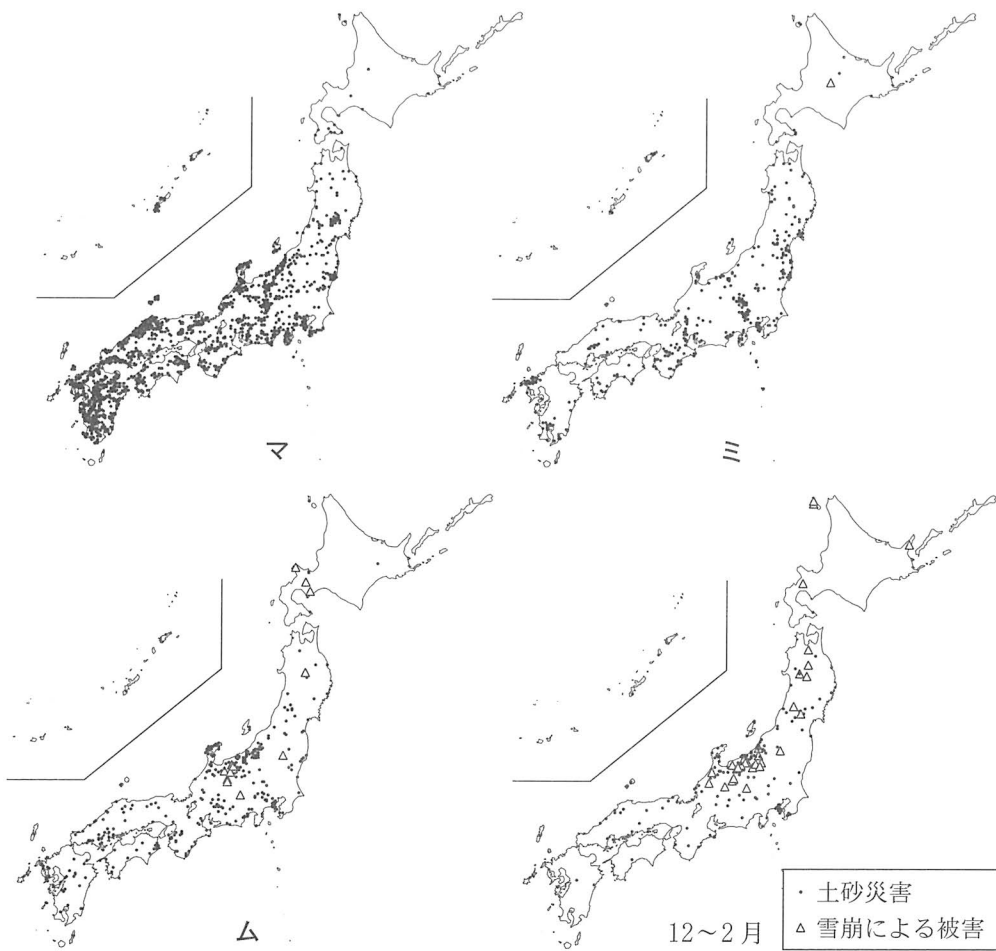 マ
ミ
ム
12～2月
・ 土砂災害
△ 雪崩による被害